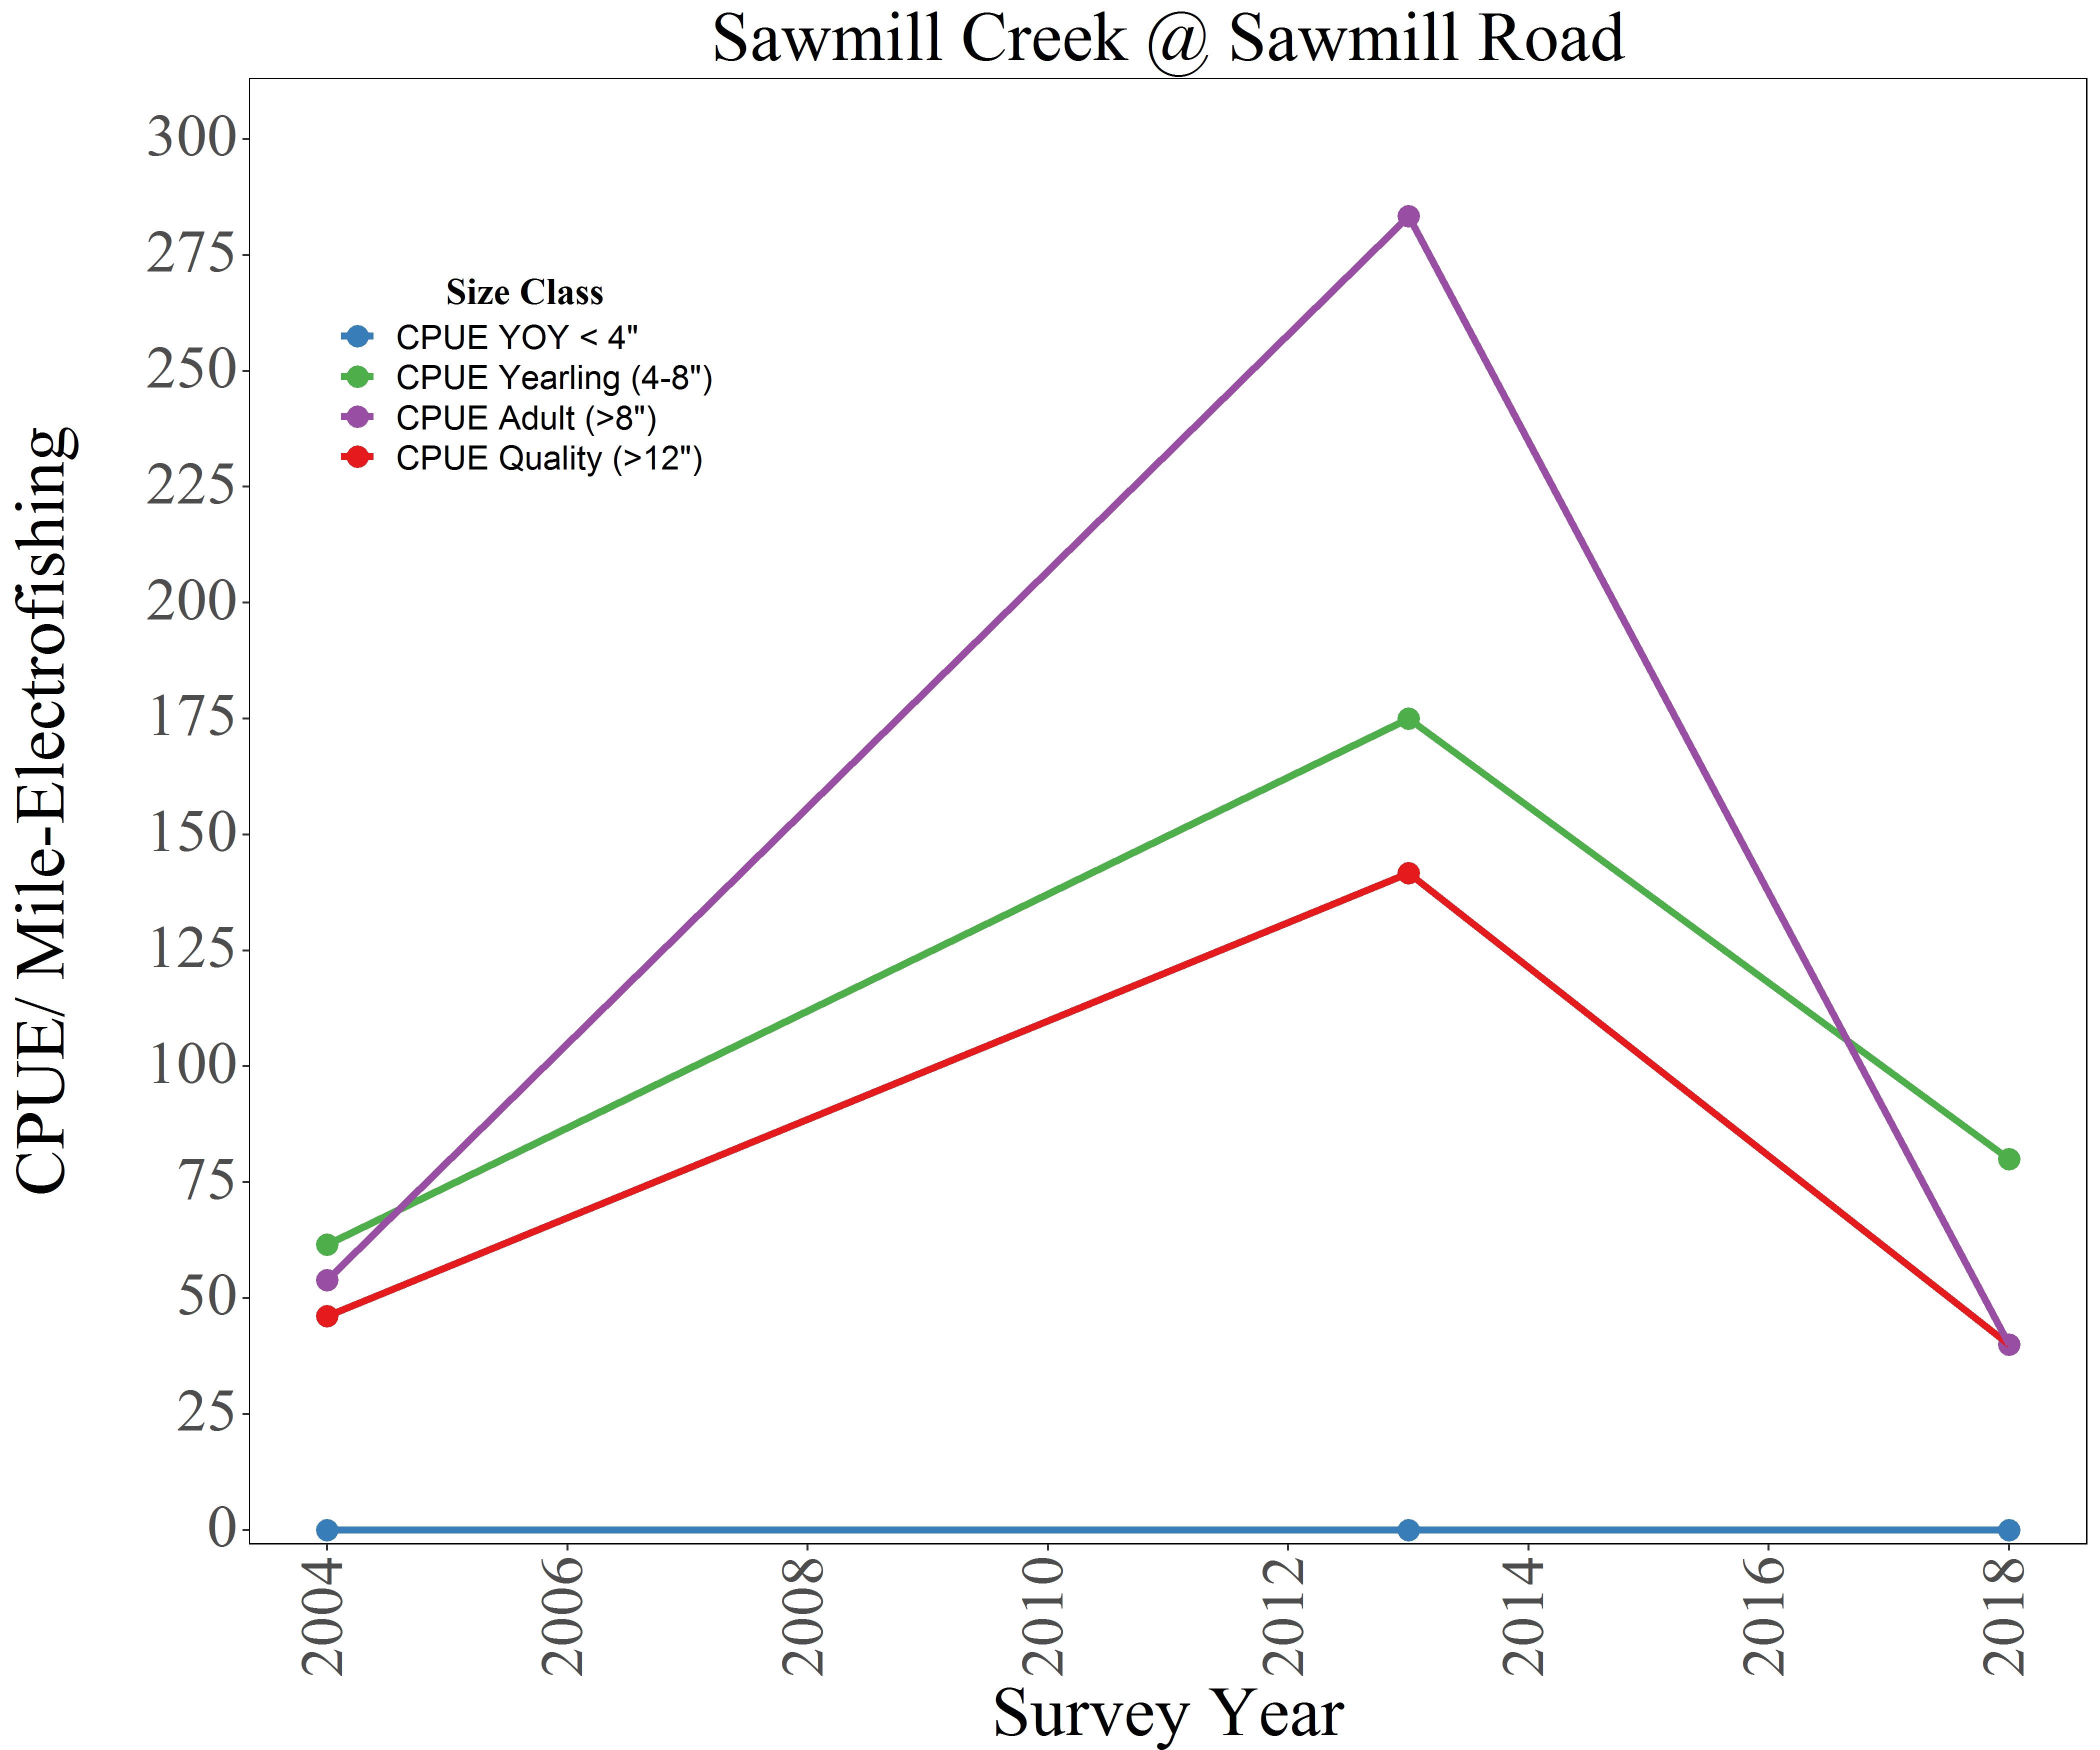 Sawmill Creek @ Sawmill Road
CPUE/ Mile-Electrofishing
300
275
250
225
200
175
150
125
100
75
50
25
0
Size Class
CPUE YOY < 4"
CPUE Yearling (4-8")
CPUE Adult (>8")
CPUE Quality (>12")
2004
2006
2008
2010
2012
2014
2016
2018
Survey Year